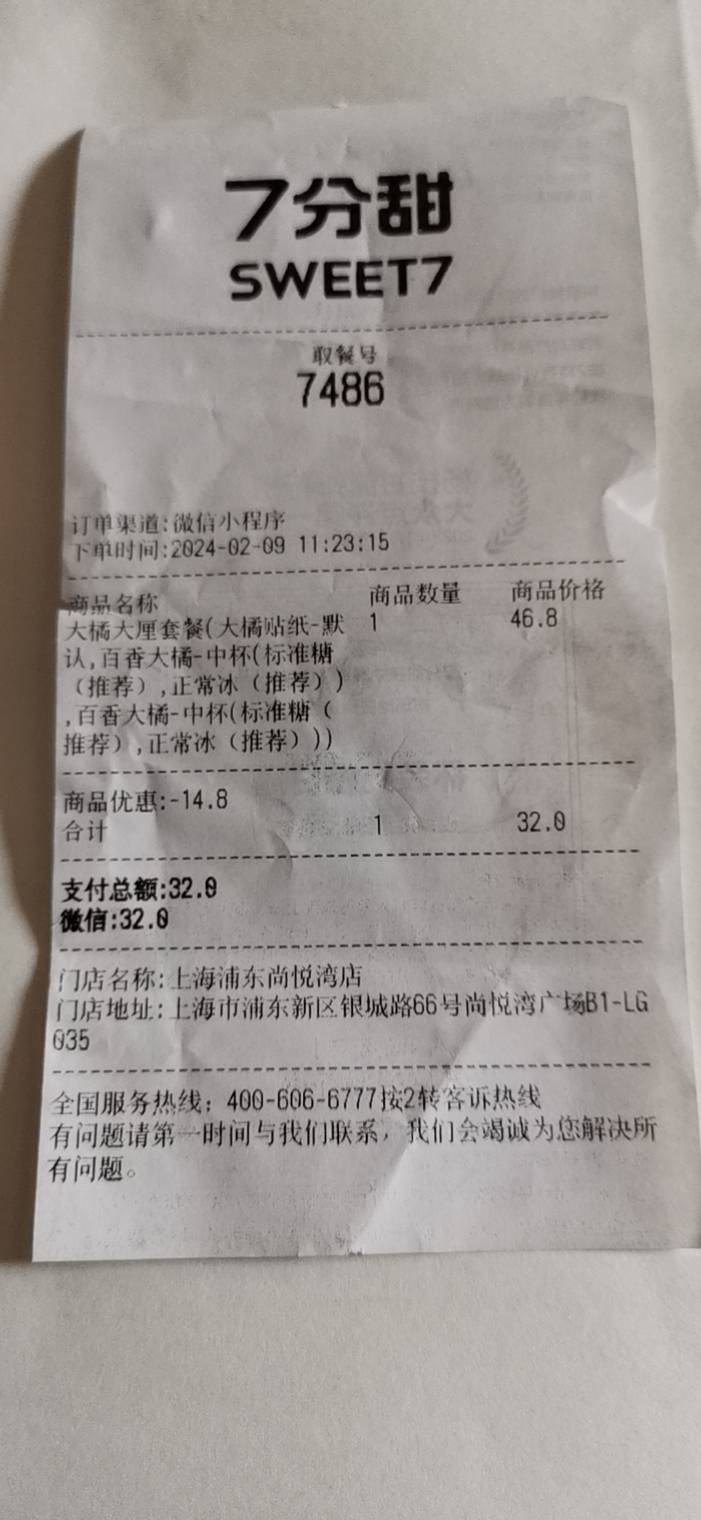 7分甜
SWEET7
取餐号
7486
订单渠道:微信小程序
下单时间:2024-02-09 11:23:15
商品名称 商品数量 商品价格
大橘大厘套餐(大橘贴纸-默 1 46.8
认,百香大橘-中杯(标准糖
（推荐）,正常冰（推荐）)
,百香大橘-中杯(标准糖（
推荐）,正常冰（推荐）))
商品优惠:-14.8
合计 1 32.0
支付总额:32.0
微信:32.0
门店名称:上海浦东尚悦湾店
门店地址:上海市浦东新区银城路66号尚悦湾广场B1-LG
035
全国服务热线：400-606-6777按2转客诉热线
有问题请第一时间与我们联系，我们会竭诚为您解决所
有问题。